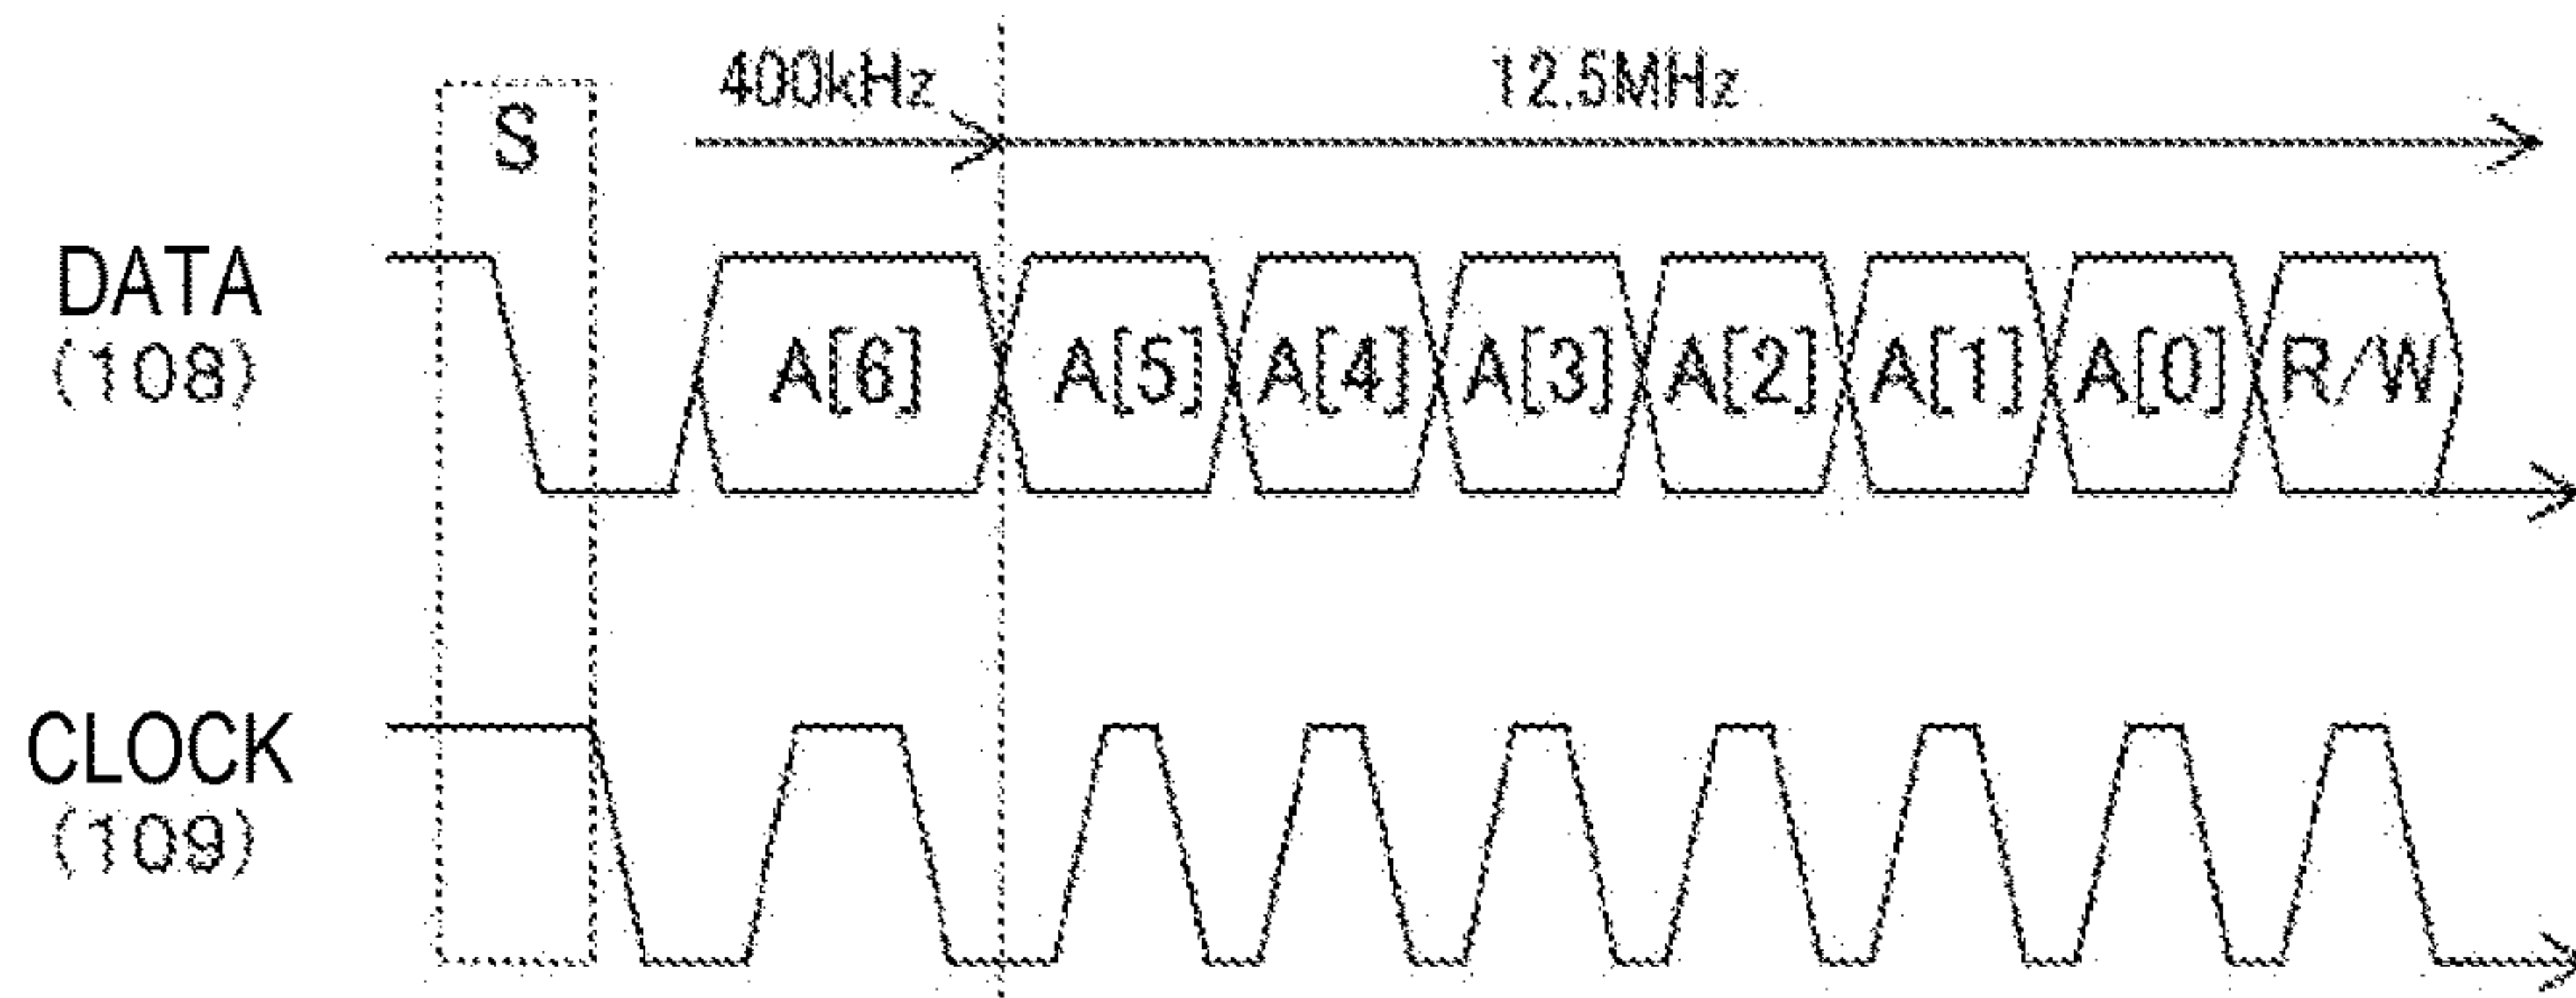 400kHz 12.5MHz
S
DATA
(108)
A[6] A[5] A[4] A[3] A[2] A[1] A[0] R/W
CLOCK
(109)